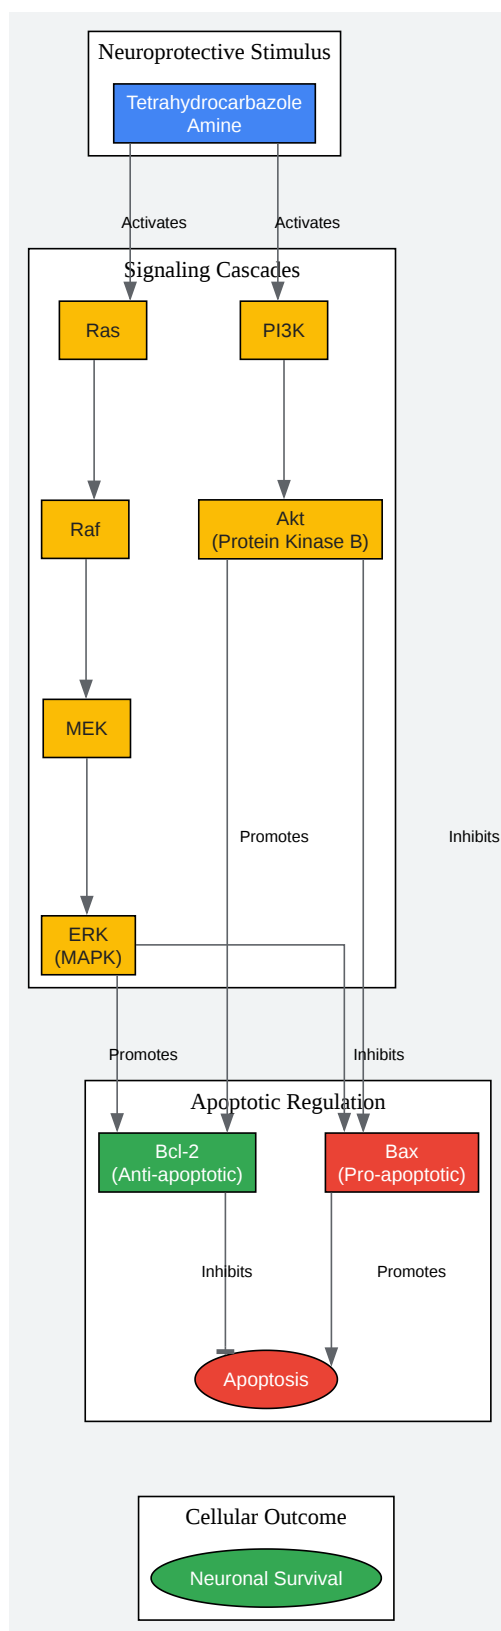 Neuroprotective Stimulus
Tetrahydrocarbazole
Amine
Activates
Activates
Signaling Cascades
Ras
PI3K
Raf
Akt
(Protein Kinase B)
MEK
Promotes
Inhibits
ERK
(MAPK)
Promotes
Inhibits
Apoptotic Regulation
Bcl-2
(Anti-apoptotic)
Bax
(Pro-apoptotic)
Inhibits
Promotes
Apoptosis
Cellular Outcome
Neuronal Survival